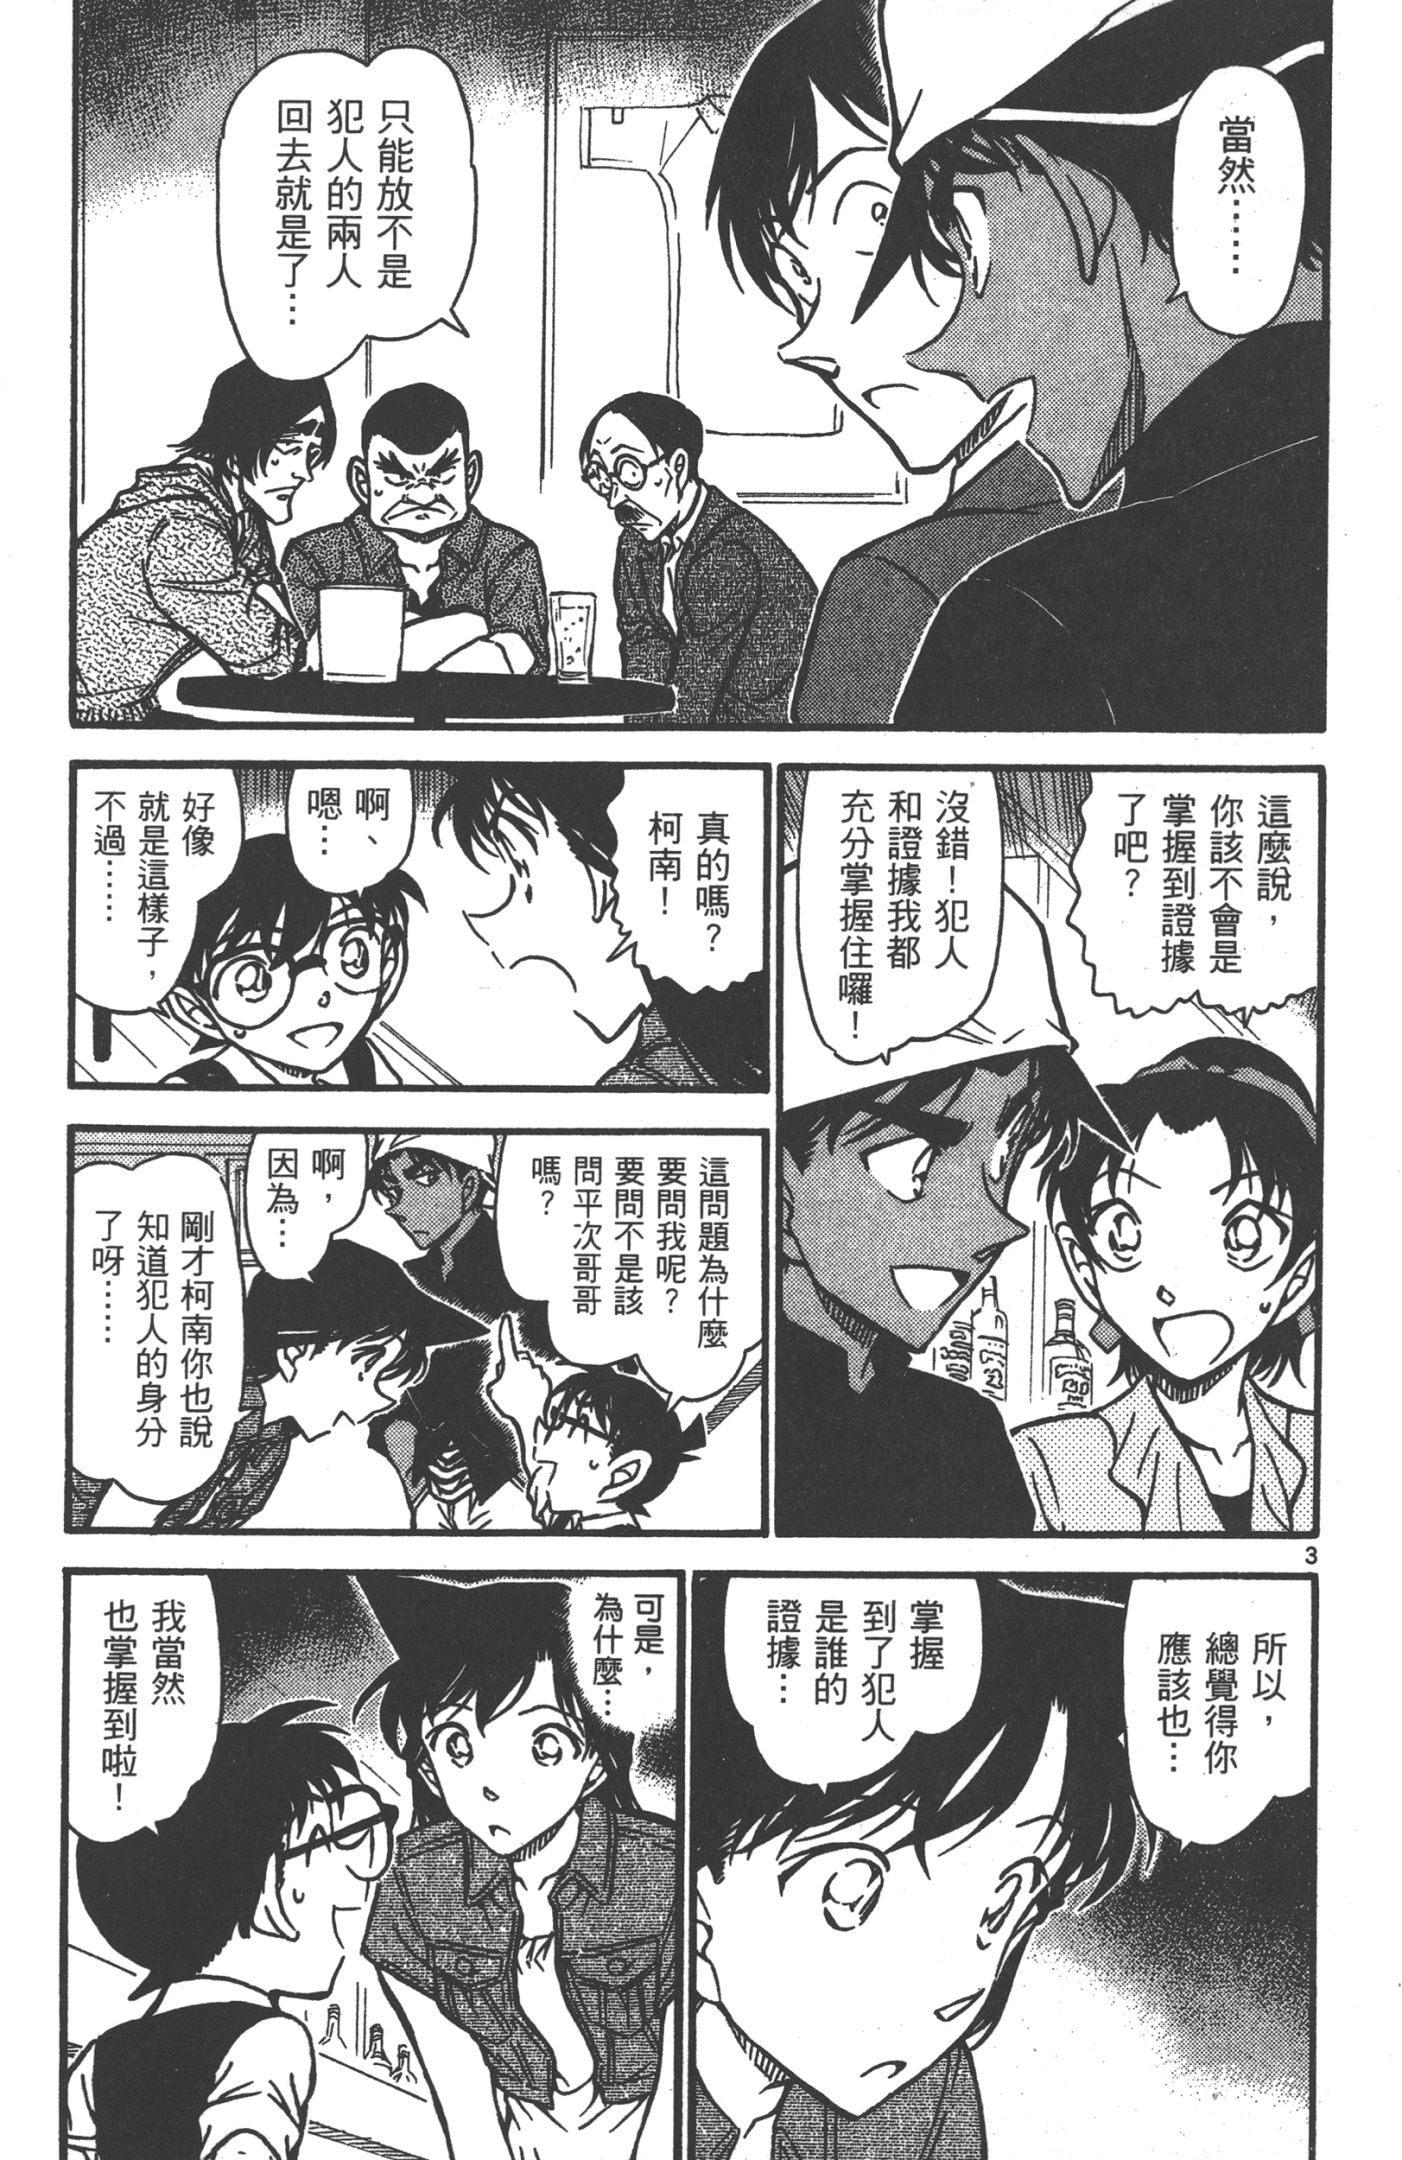 當然……
只能放不是
犯人的兩人
回去就是了…
這麼說，
你該不會是
掌握到證據
了吧？
沒錯！犯人
和證據我都
充分掌握住囉！
真的嗎？
柯南！
啊、
嗯…
好像
就是這樣子，
不過……
這問題為什麼
要問我呢？
要問不是該
問平次哥哥
嗎？
啊，
因為…
剛才柯南你也說
知道犯人的身分
了呀……
3
所以，
總覺得你
應該也…
掌握
到了犯人
是誰的
證據…
可是，
為什麼…
我當然
也掌握到啦！